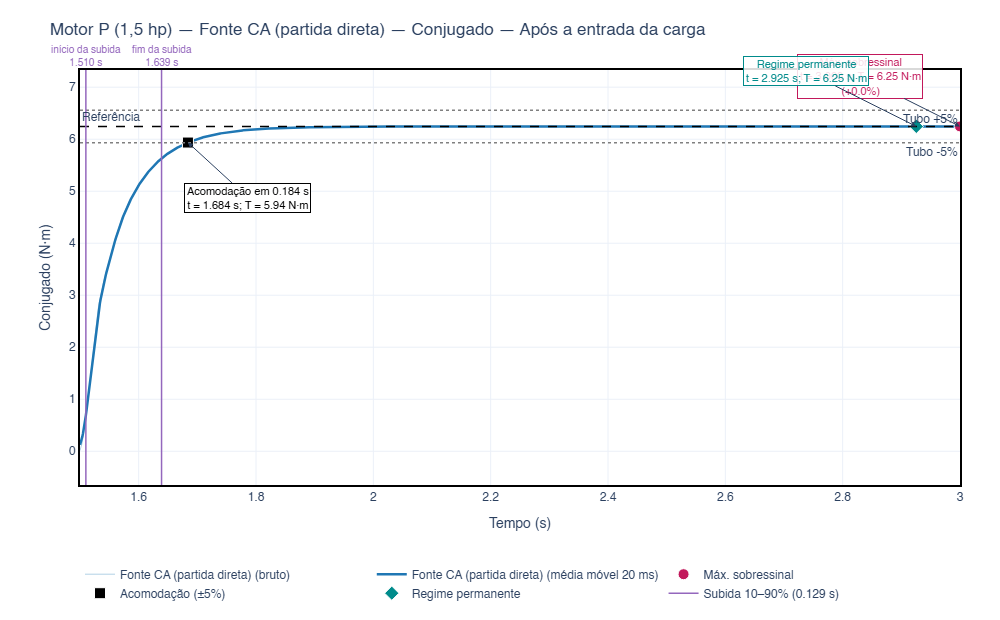 Motor P (1,5 hp) — Fonte CA (partida direta) — Conjugado — Após a entrada da carga
início da subida
1.510 s
fim da subida
1.639 s
Regime permanente
t = 2.925 s; T = 6.25 N·m
essinal
= 6.25 N·m
(+0.0%)
7
6
5
4
3
2
1
0
Referência
Tubo +5%
Tubo -5%
Acomodação em 0.184 s
t = 1.684 s; T = 5.94 N·m
Conjugado (N·m)
1.6
1.8
2
2.2
2.4
2.6
2.8
3
Tempo (s)
Fonte CA (partida direta) (bruto)
Fonte CA (partida direta) (média móvel 20 ms)
Máx. sobressinal
Acomodação (±5%)
Regime permanente
Subida 10–90% (0.129 s)